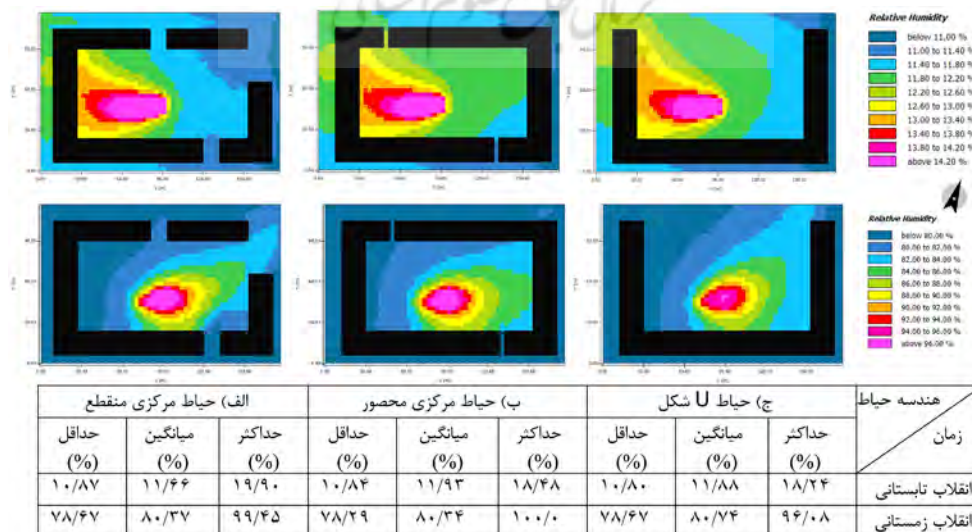 Relative Humidity
below 11.00 %
11.00 to 11.40 %
11.40 to 11.80 %
11.80 to 12.20 %
12.20 to 12.60 %
12.60 to 13.00 %
13.00 to 13.40 %
13.40 to 13.80 %
13.80 to 14.20 %
above 14.20 %
Relative Humidity
below 80.00 %
80.00 to 82.00 %
82.00 to 84.00 %
84.00 to 86.00 %
86.00 to 88.00 %
88.00 to 90.00 %
90.00 to 92.00 %
92.00 to 94.00 %
94.00 to 96.00 %
above 96.00 %
هندسه حیاط ج) حیاط U شکل ب) حیاط مرکزی محصور الف) حیاط مرکزی منقطع
زمان حداکثر میانگین حداقل حداکثر میانگین حداقل حداکثر میانگین حداقل
(%) (%) (%) (%) (%) (%) (%) (%) (%)
انقلاب تابستانی ۱۸/۲۴ ۱۱/۸۸ ۱۰/۸۰ ۱۸/۴۸ ۱۱/۹۳ ۱۰/۸۴ ۱۹/۹۰ ۱۱/۶۶ ۱۰/۸۷
انقلاب زمستانی ۹۶/۰۸ ۸۰/۷۴ ۷۸/۶۷ ۱۰۰/۰ ۸۰/۳۴ ۷۸/۲۹ ۹۹/۴۵ ۸۰/۳۷ ۷۸/۶۷